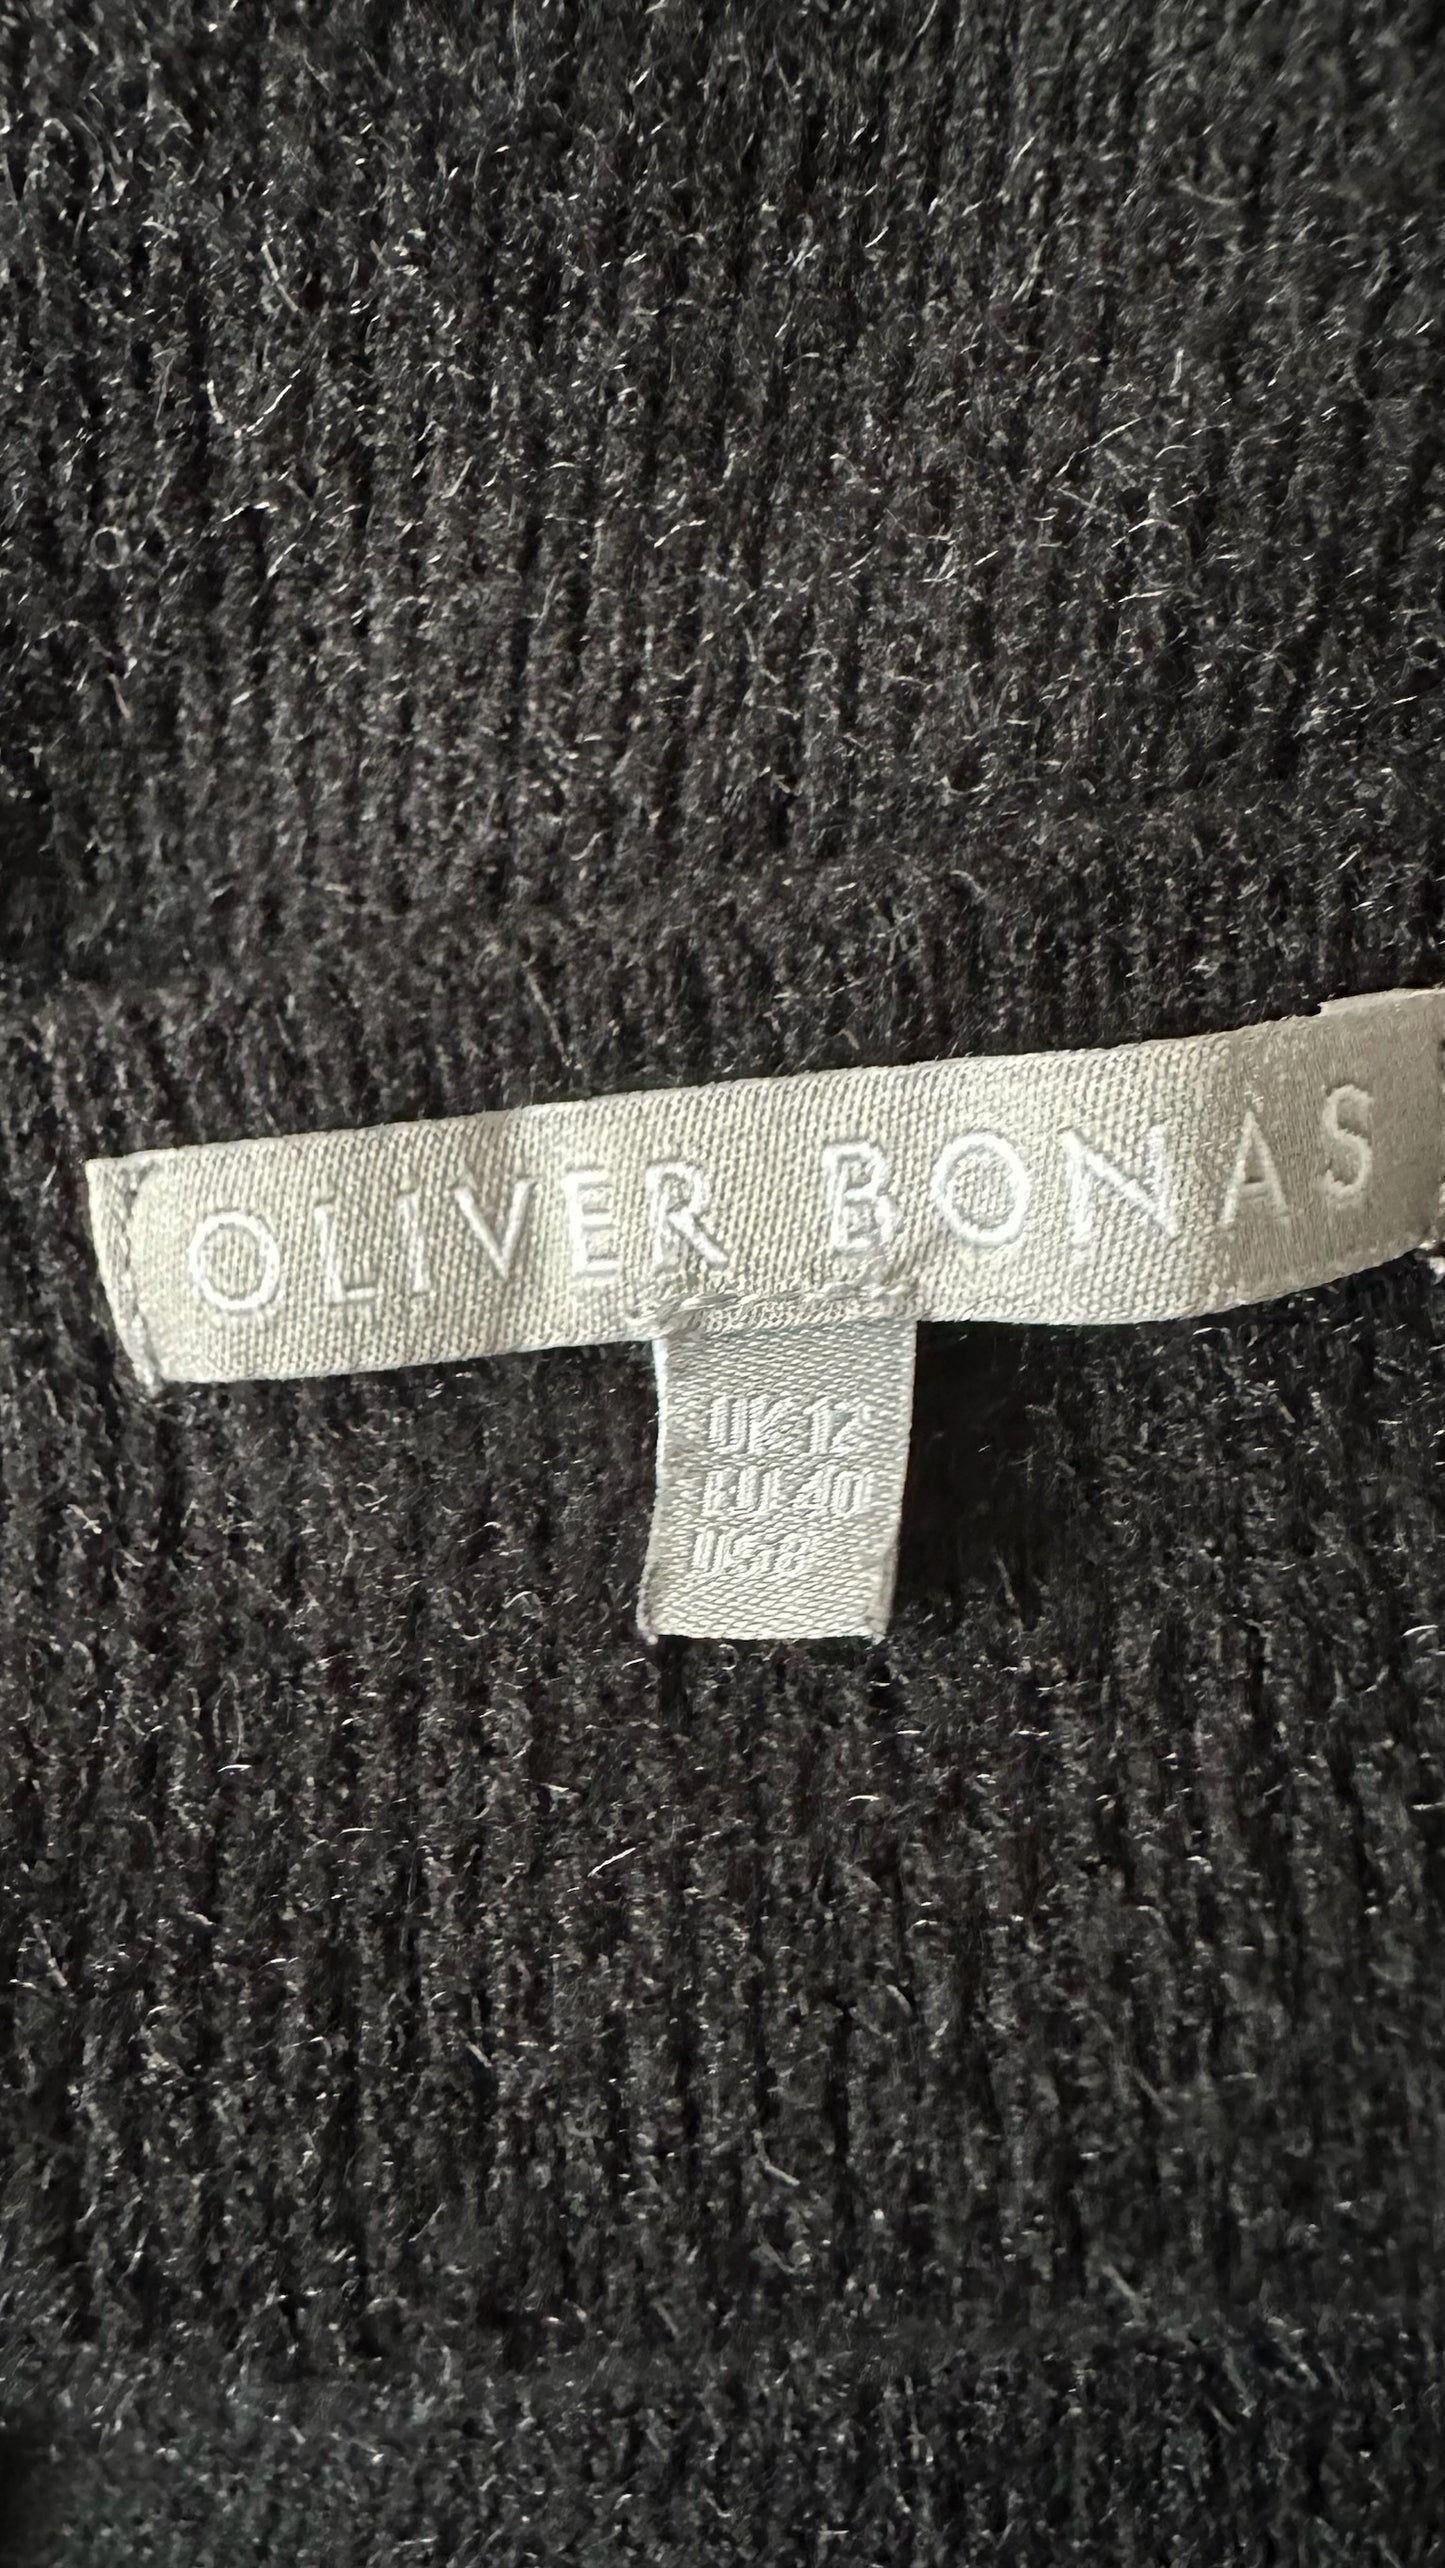 OLIVER BONAS
UK 12
EU 40
US 8